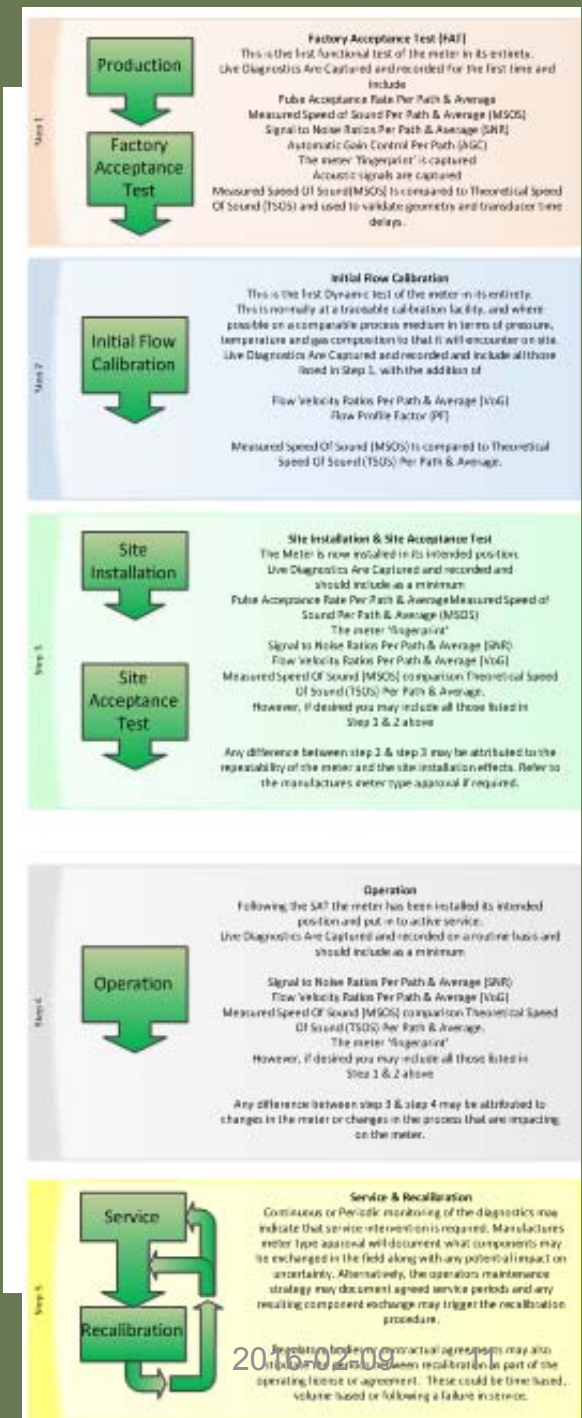 Step 1
Production
Factory
Acceptance
Test
Factory Acceptance Test (FAT)
This is the first functional test of the meter in its entirety.
Live Diagnostics Are Captured and recorded for the first time and
include
Pulse Acceptance Rate Per Path & Average
Measured Speed of Sound Per Path & Average (MSOS)
Signal to Noise Ratios Per Path & Average (SNR)
Automatic Gain Control Per Path (AGC)
The meter 'fingerprint' is captured
Acoustic signals are captured
Measured Speed Of Sound(MSOS) Is compared to Theoretical Speed
Of Sound (TSOS) and used to validate geometry and transducer time
delays.
Step 2
Initial Flow
Calibration
Initial Flow Calibration
This is the first Dynamic test of the meter in its entirety.
This is normally at a traceable calibration facility, and where
possible on a comparable process medium in terms of pressure,
temperature and gas composition to that it will encounter on site.
Live Diagnostics Are Captured and recorded and include all those
listed in Step 1, with the addition of
Flow Velocity Ratios Per Path & Average (VoG)
Flow Profile Factor (PF)
Measured Speed Of Sound (MSOS) Is compared to Theoretical
Speed Of Sound (TSOS) Per Path & Average.
Step 3
Site
Installation
Site
Acceptance
Test
Site Installation & Site Acceptance Test
The Meter is now installed in its intended position.
Live Diagnostics Are Captured and recorded and
should include as a minimum
Pulse Acceptance Rate Per Path & AverageMeasured Speed of
Sound Per Path & Average (MSOS)
The meter 'fingerprint'
Signal to Noise Ratios Per Path & Average (SNR)
Flow Velocity Ratios Per Path & Average (VoG)
Measured Speed Of Sound (MSOS) comparison Theoretical Speed
Of Sound (TSOS) Per Path & Average.
However, if desired you may include all those listed in
Step 1 & 2 above
Any difference between step 2 & step 3 may be attributed to the
repeatability of the meter and the site installation effects. Refer to
the manufactures meter type approval if required.
Step 4
Operation
Operation
Following the SAT the meter has been installed its intended
position and put in to active service.
Live Diagnostics Are Captured and recorded on a routine basis and
should include as a minimum
Signal to Noise Ratios Per Path & Average (SNR)
Flow Velocity Ratios Per Path & Average (VoG)
Measured Speed Of Sound (MSOS) comparison Theoretical Speed
Of Sound (TSOS) Per Path & Average.
The meter 'fingerprint'
However, if desired you may include all those listed in
Step 1 & 2 above
Any difference between step 3 & step 4 may be attributed to
changes in the meter or changes in the process that are impacting
on the meter.
Step 5
Service
Recalibration
Service & Recalibration
Continuous or Periodic monitoring of the diagnostics may
indicate that service intervention is required. Manufactures
meter type approval will document what components may
be exchanged in the field along with any potential impact on
uncertainty. Alternatively, the operators maintenance
strategy may document agreed service periods and any
resulting component exchange may trigger the recalibration
procedure.
Regulatory bodies contractual agreements may also
between recalibration as part of the
operating license or agreement. These could be time based,
volume based or following a failure in service.
2016-02-09
11